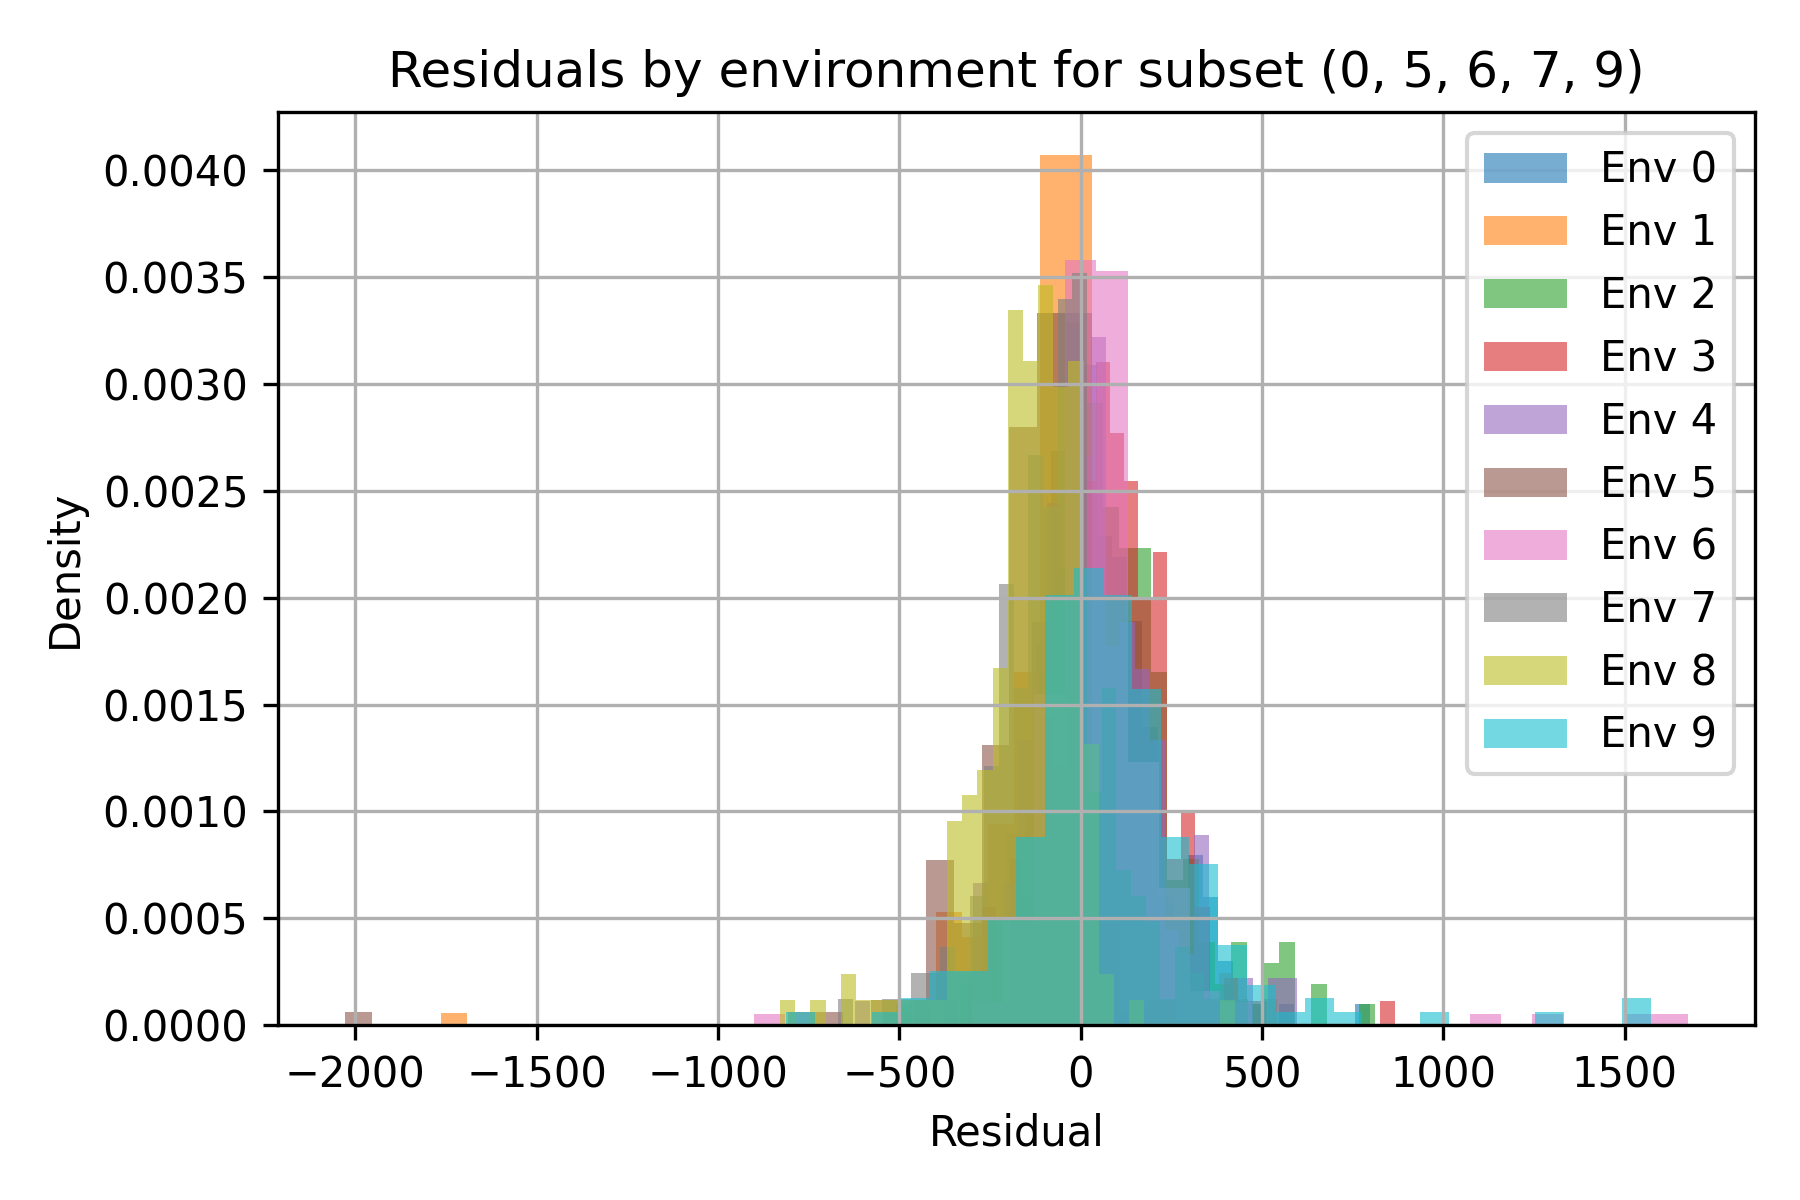 Residuals by environment for subset (0, 5, 6, 7, 9)
0.0040
0.0035
0.0030
0.0025
0.0020
0.0015
0.0010
0.0005
0.0000
Density
−2000
−1500
−1000
−500
0
500
1000
1500
Residual
Env 0
Env 1
Env 2
Env 3
Env 4
Env 5
Env 6
Env 7
Env 8
Env 9